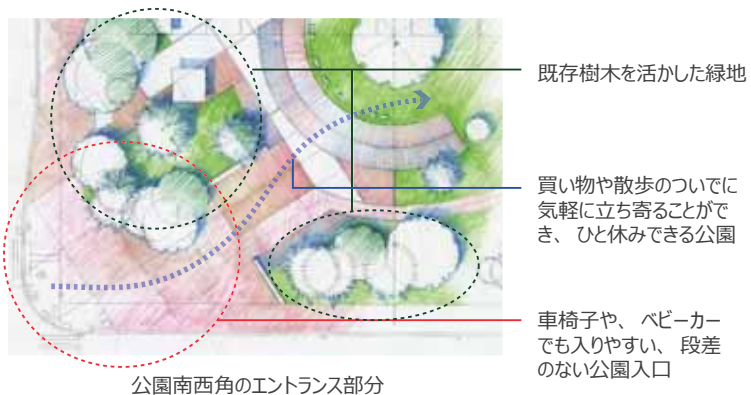 既存樹木を活かした緑地
買い物や散歩のついでに
気軽に立ち寄ることがで
き、ひと休みできる公園
車椅子や、ベビーカー
でも入りやすい、段差
のない公園入口
公園南西角のエントランス部分